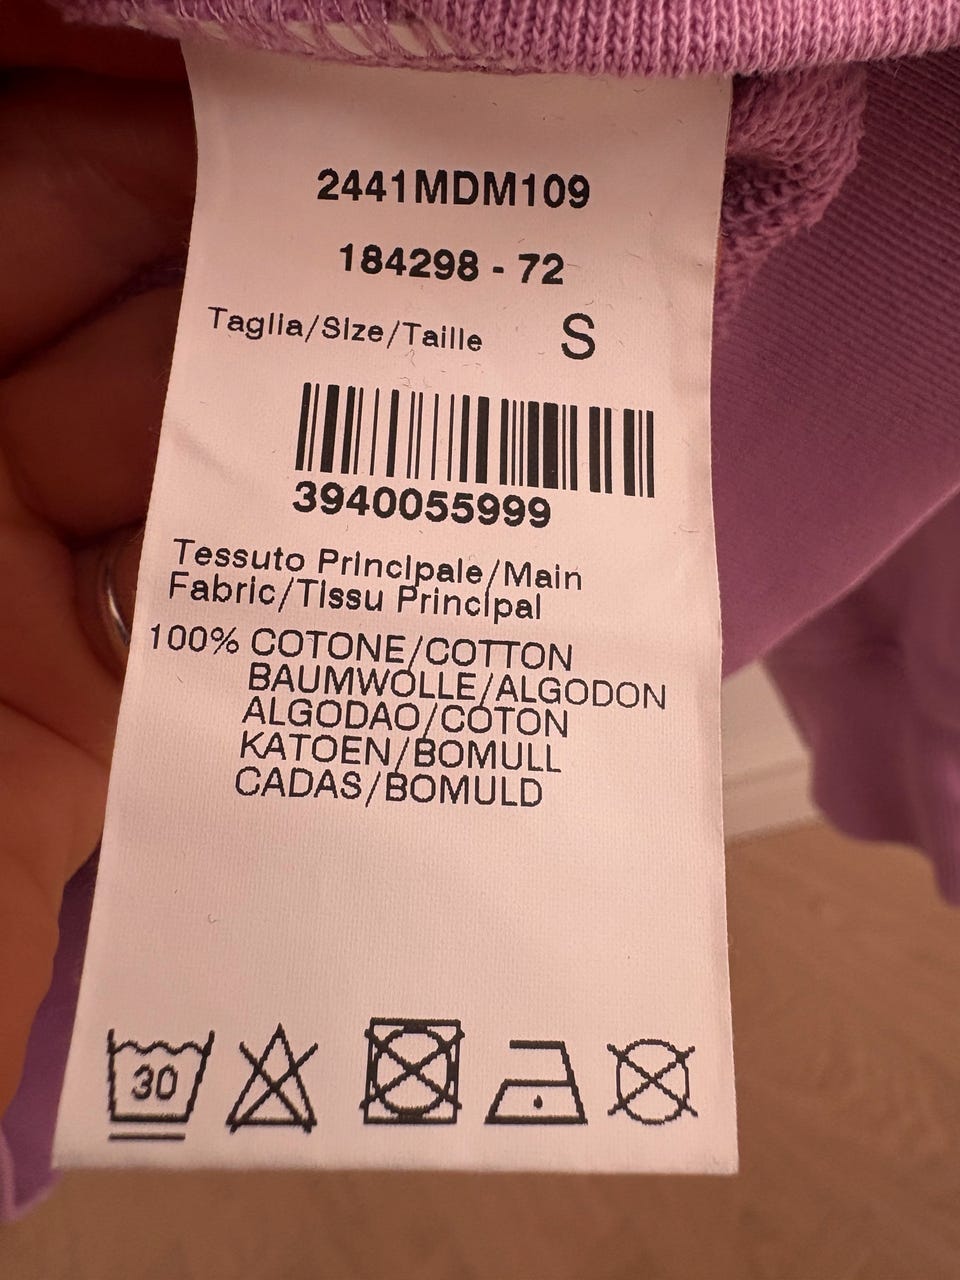 2441MDM109
184298 - 72
Taglia/Size/Taille S
3940055999
Tessuto Principale/Main
Fabric/Tissu Principal
100% COTONE/COTTON
BAUMWOLLE/ALGODON
ALGODAO/COTON
KATOEN/BOMULL
CADAS/BOMULD
30